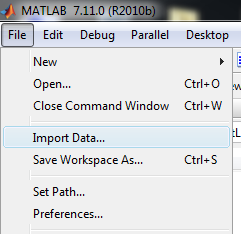 MATLAB 7.11.0 (R2010b)
File Edit Debug Parallel Desktop
New
Open... Ctrl+O
Close Command Window Ctrl+W
Import Data...
Save Workspace As... Ctrl+S
Set Path...
Preferences...